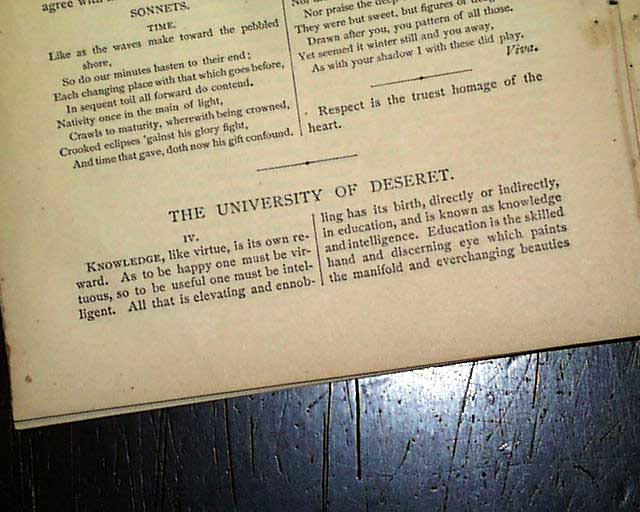 agree with
SONNETS.
TIME.
Like as the waves make toward the pebbled
shore,
So do our minutes hasten to their end;
Each changing place with that which goes before,
In sequent toil all forward do contend.
Nativity once in the main of light,
Crawls to maturity, wherewith being crowned,
Crooked eclipses 'gainst his glory fight,
And time that gave, doth now his gift confound.
Nor praise the deep
They were but sweet, but figures of
Drawn after you, you pattern of all those.
Yet seemed it winter still and you away,
As with your shadow I with these did play.
Viva.
Respect is the truest homage of the
heart.
THE UNIVERSITY OF DESERET.
IV.
KNOWLEDGE, like virtue, is its own re-
ward. As to be happy one must be vir-
tuous, so to be useful one must be intel-
ligent. All that is elevating and ennob-
ling has its birth, directly or indirectly,
in education, and is known as knowledge
and intelligence. Education is the skilled
hand and discerning eye which paints
the manifold and everchanging beauties